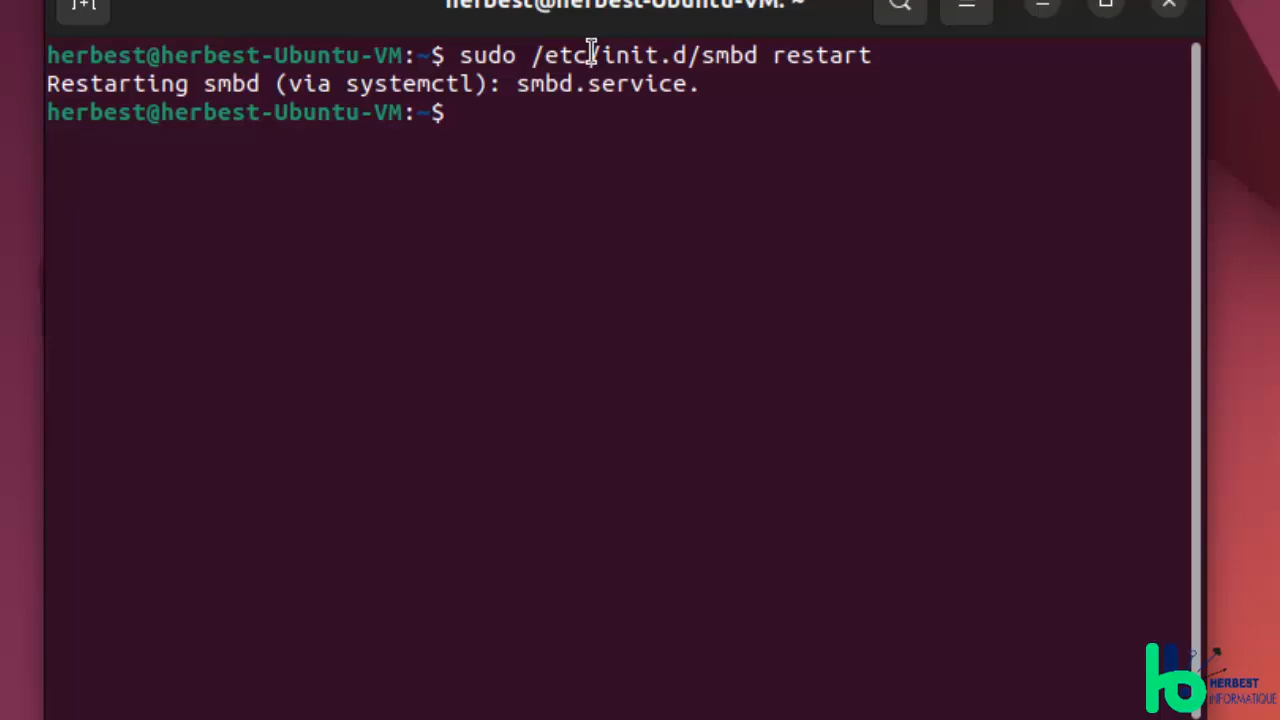 herbest@herbest-Ubuntu-VM: ~
herbest@herbest-Ubuntu-VM:~$ sudo /etc/init.d/smbd restart
Restarting smbd (via systemctl): smbd.service.
herbest@herbest-Ubuntu-VM:~$
HERBEST
INFORMATIQUE